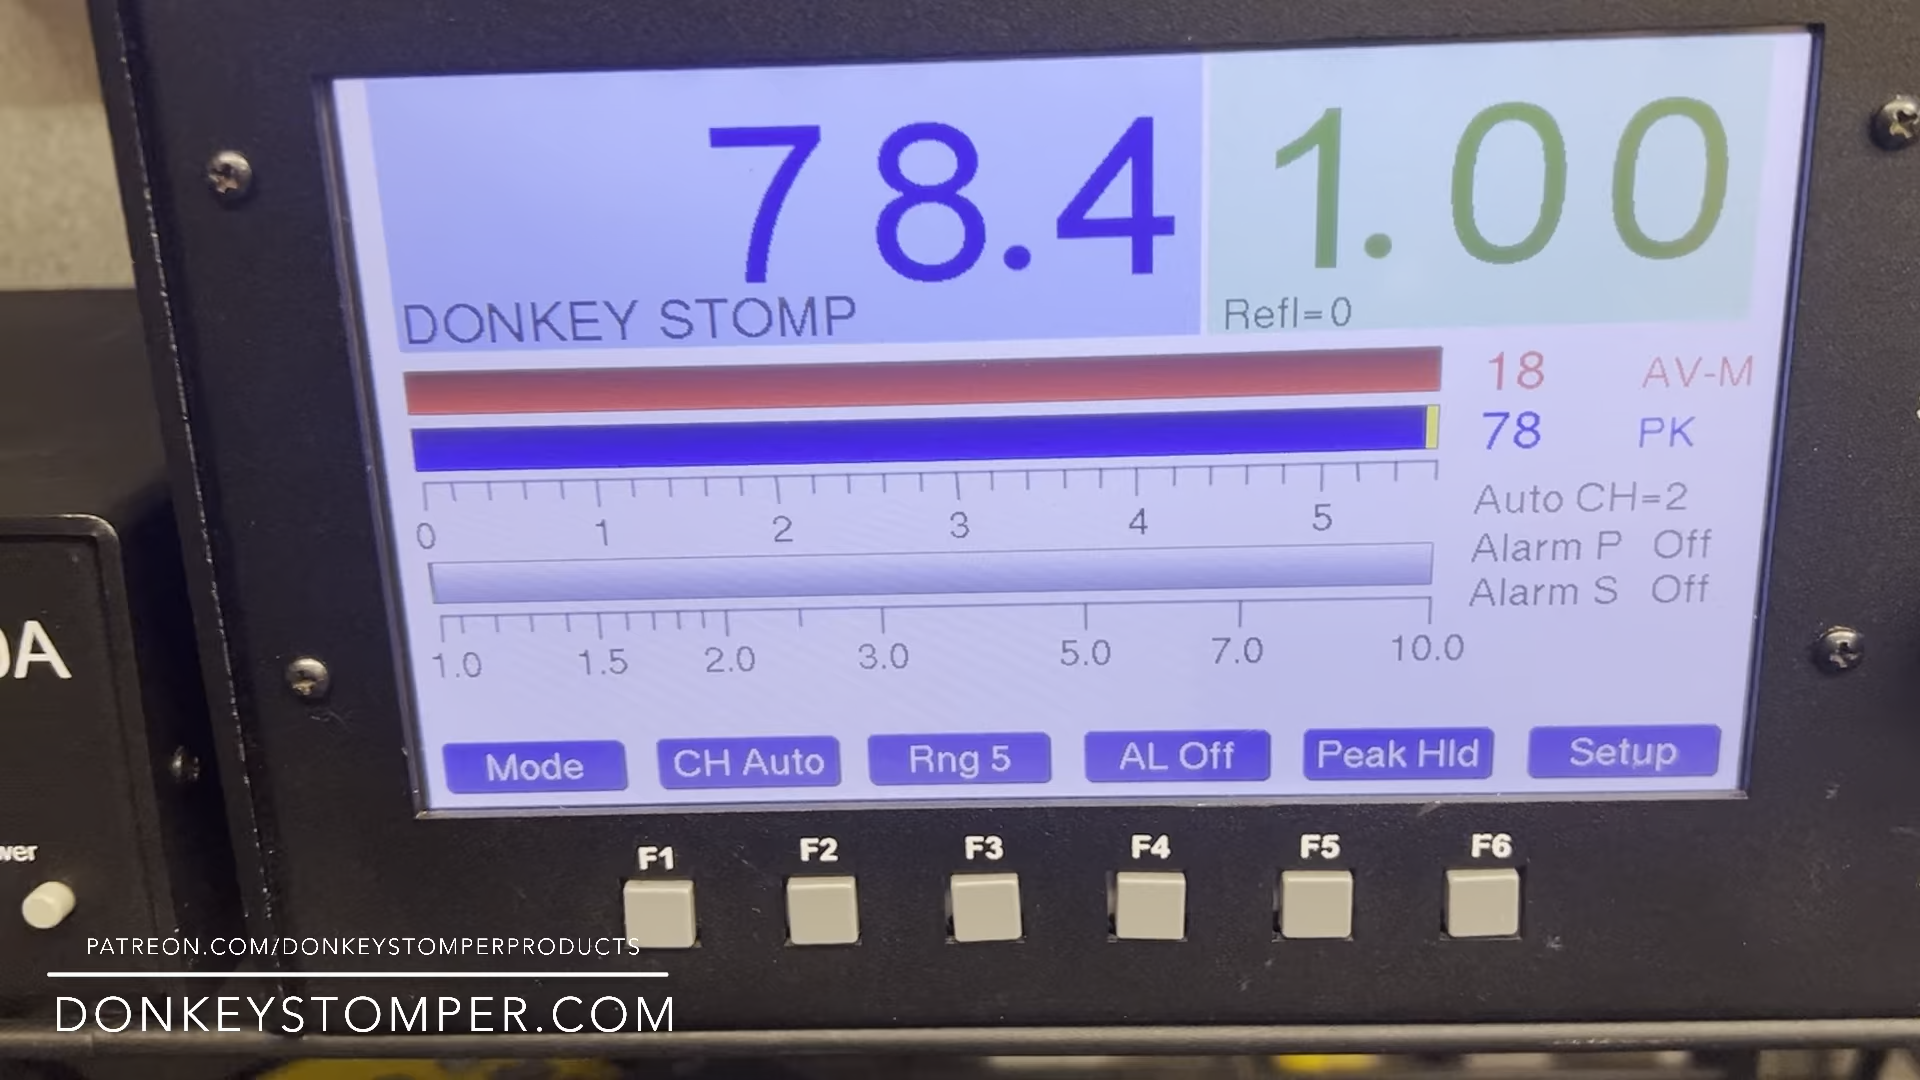 78.4
1.00
DONKEY STOMP
Refl=0
18 AV-M
78 PK
0 1 2 3 4 5
Auto CH=2
Alarm P Off
Alarm S Off
1.0 1.5 2.0 3.0 5.0 7.0 10.0
Mode CH Auto Rng 5 AL Off Peak Hld Setup
F1 F2 F3 F4 F5 F6
PATREON.COM/DONKEYSTOMPERPRODUCTS
DONKEYSTOMPER.COM